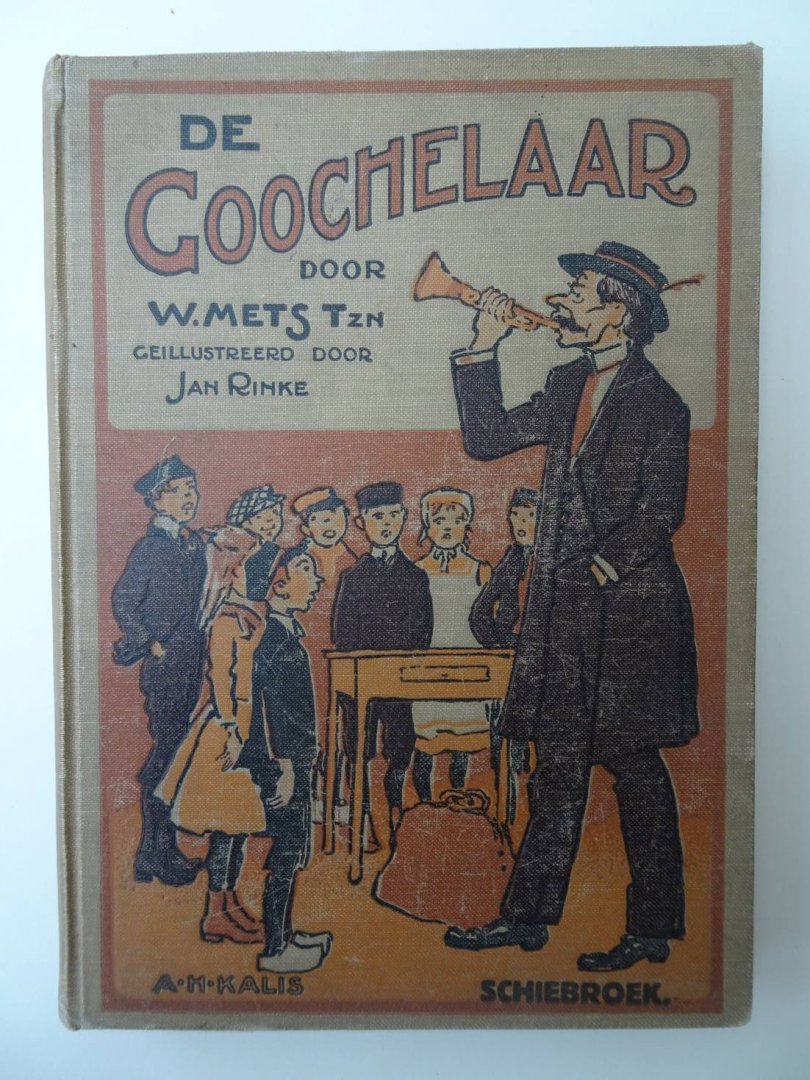 DE
GOOCHELAAR
DOOR
W. METS TZN
GEILLUSTREERD DOOR
JAN RINKE
A·H·KALIS
SCHIEBROEK.